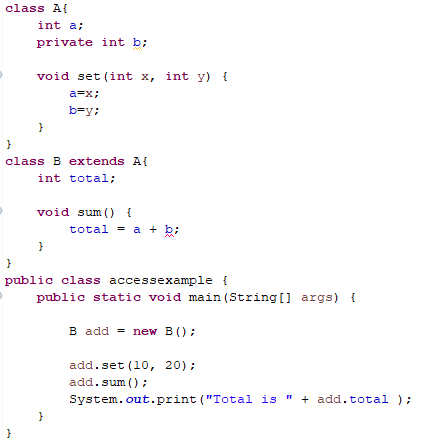 class A{
int a;
private int b;
void set(int x, int y) {
a=x;
b=y;
}
}
class B extends A{
int total;
void sum() {
total = a + b;
}
}
public class accessexample {
public static void main(String[] args) {
B add = new B();
add.set(10, 20);
add.sum();
System.out.print("Total is " + add.total );
}
}